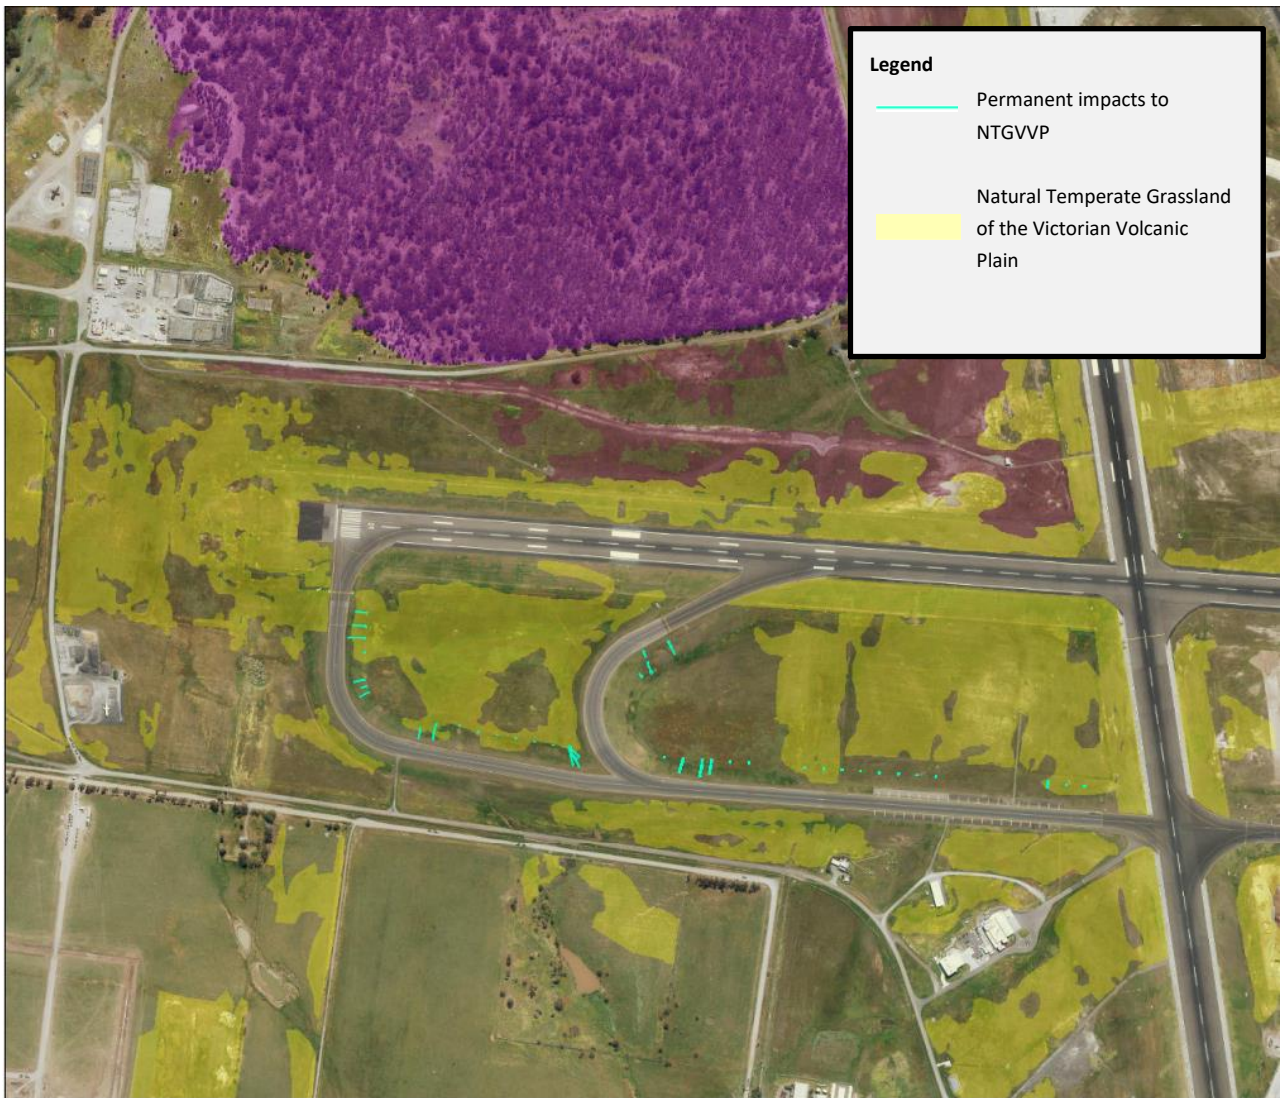 Legend
Permanent impacts to
NTGVVP
Natural Temperate Grassland
of the Victorian Volcanic
Plain